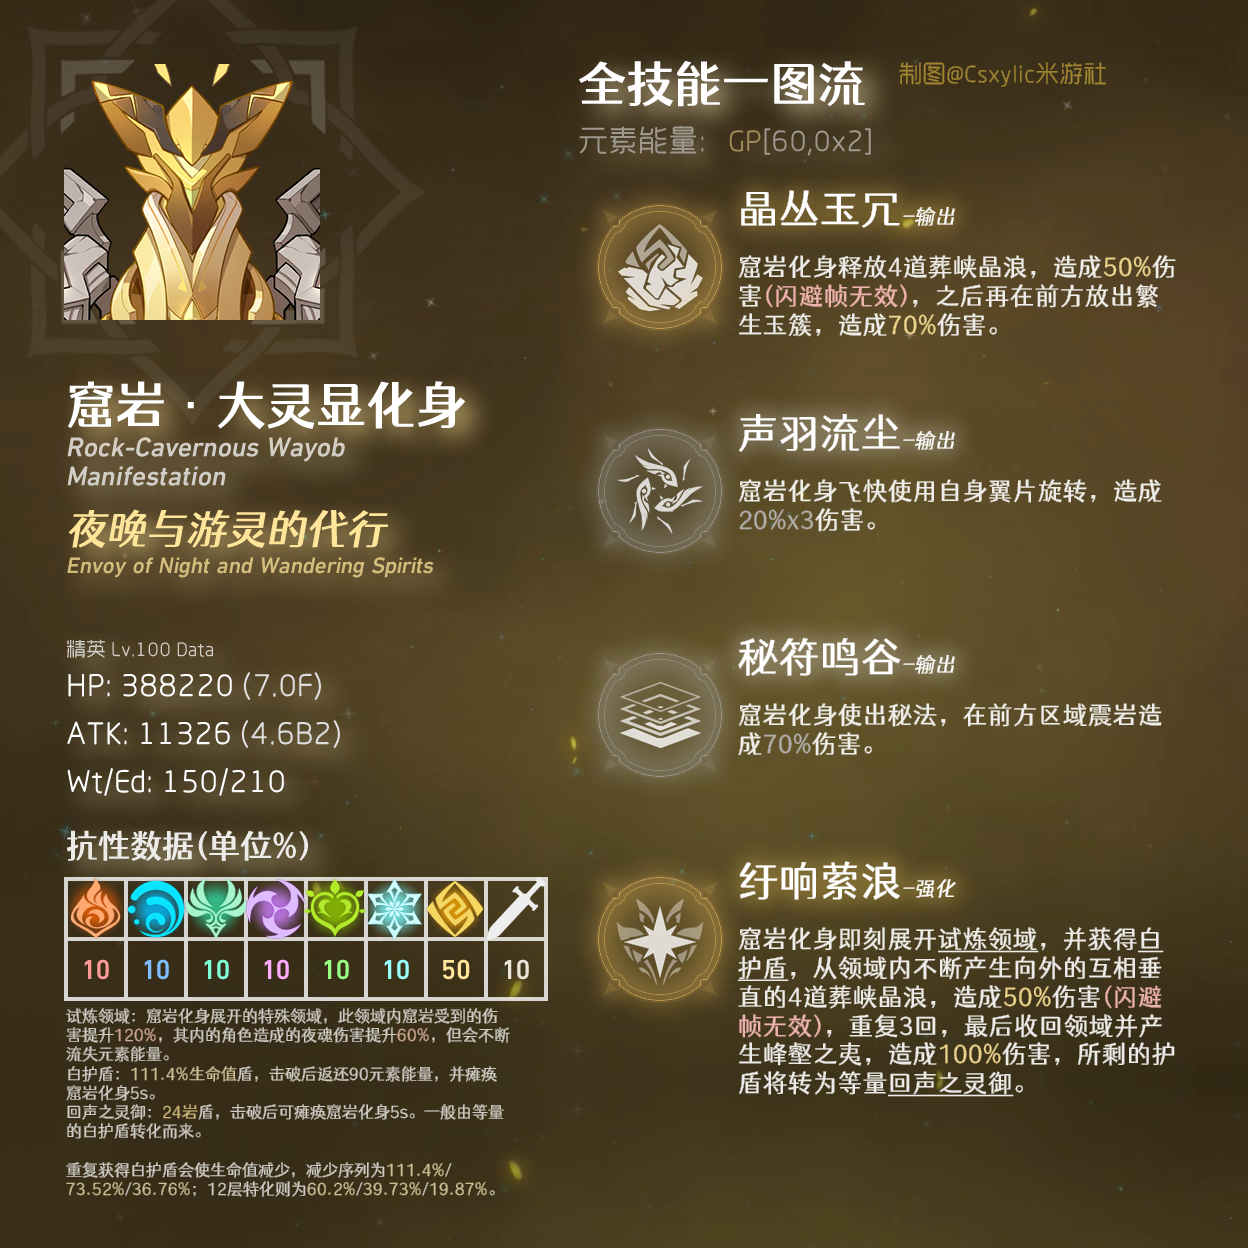 全技能一图流
制图@Csxylic米游社
元素能量: GP[60,0x2]
窟岩·大灵显化身
Rock-Cavernous Wayob
Manifestation
夜晚与游灵的代行
Envoy of Night and Wandering Spirits
精英 Lv.100 Data
HP: 388220 (7.0F)
ATK: 11326 (4.6B2)
Wt/Ed: 150/210
抗性数据(单位%)
10 10 10 10 10 10 50 10
试炼领域：窟岩化身展开的特殊领域，此领域内窟岩受到的伤
害提升120%，其内的角色造成的夜魂伤害提升60%，但会不断
流失元素能量。
白护盾：111.4%生命值盾，击破后返还90元素能量，并瘫痪
窟岩化身5s。
回声之灵御：24岩盾，击破后可瘫痪窟岩化身5s。一般由等量
的白护盾转化而来。
重复获得白护盾会使生命值减少，减少序列为111.4%/
73.52%/36.76%；12层特化则为60.2%/39.73%/19.87%。
晶丛玉冗-输出
窟岩化身释放4道葬峡晶浪，造成50%伤
害(闪避帧无效)，之后再在前方放出繁
生玉簇，造成70%伤害。
声羽流尘-输出
窟岩化身飞快使用自身翼片旋转，造成
20%x3伤害。
秘符鸣谷-输出
窟岩化身使出秘法，在前方区域震岩造
成70%伤害。
纡响萦浪-强化
窟岩化身即刻展开试炼领域，并获得白
护盾，从领域内不断产生向外的互相垂
直的4道葬峡晶浪，造成50%伤害(闪避
帧无效)，重复3回，最后收回领域并产
生峰壑之夷，造成100%伤害，所剩的护
盾将转为等量回声之灵御。